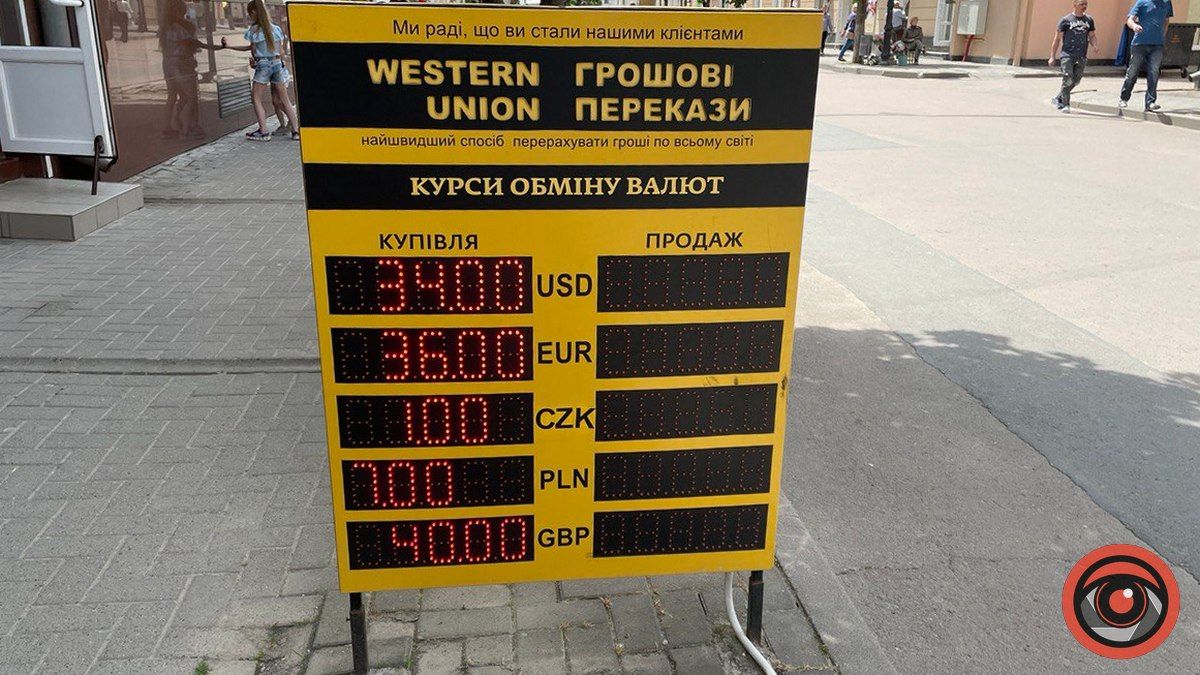 Ми раді, що ви стали нашими клієнтами
WESTERN ГРОШОВІ
UNION ПЕРЕКАЗИ
найшвидший спосіб перерахувати гроші по всьому світі
КУРСИ ОБМІНУ ВАЛЮТ
КУПІВЛЯ ПРОДАЖ
34.00 USD
36.00 EUR
1.00 CZK
7.00 PLN
40.00 GBP